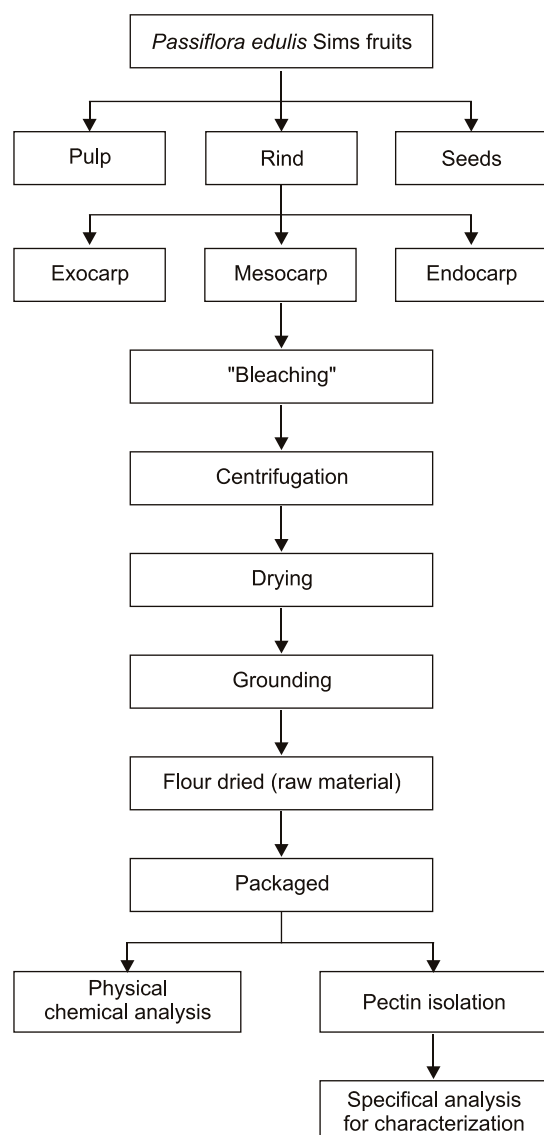 Passiflora edulis Sims fruits
Pulp
Rind
Seeds
Exocarp
Mesocarp
Endocarp
"Bleaching"
Centrifugation
Drying
Grounding
Flour dried (raw material)
Packaged
Physical
chemical analysis
Pectin isolation
Specifical analysis
for characterization